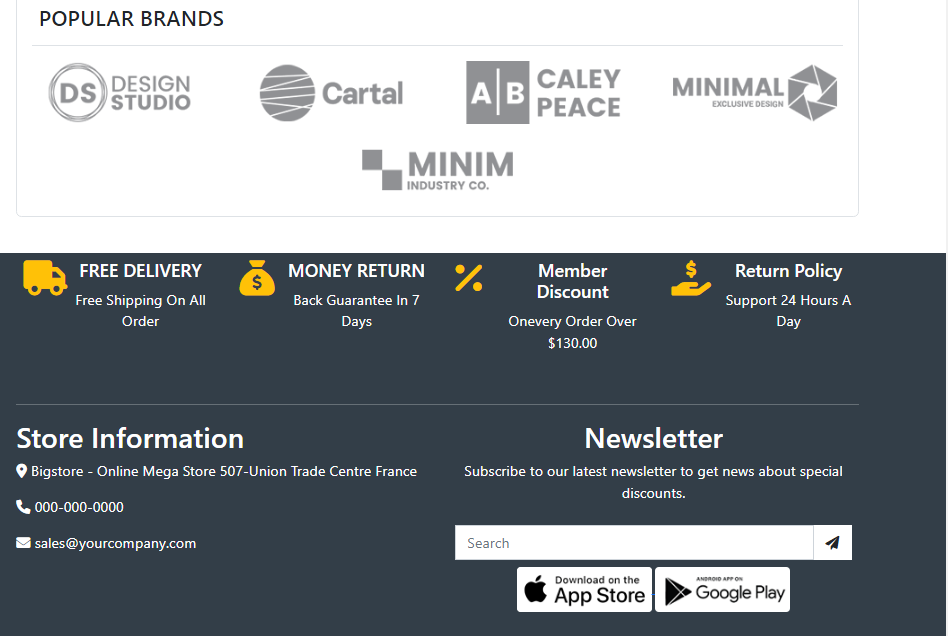 POPULAR BRANDS
DS DESIGN
STUDIO
Cartal
A|B CALEY
PEACE
MINIMAL
EXCLUSIVE DESIGN
MINIM
INDUSTRY CO.
FREE DELIVERY
Free Shipping On All
Order
$
MONEY RETURN
Back Guarantee In 7
Days
%
Member
Discount
Onevery Order Over
$130.00
$
Return Policy
Support 24 Hours A
Day
Store Information
Bigstore - Online Mega Store 507-Union Trade Centre France
000-000-0000
sales@yourcompany.com
Newsletter
Subscribe to our latest newsletter to get news about special
discounts.
Search
Download on the
App Store
ANDROID APP ON
Google Play